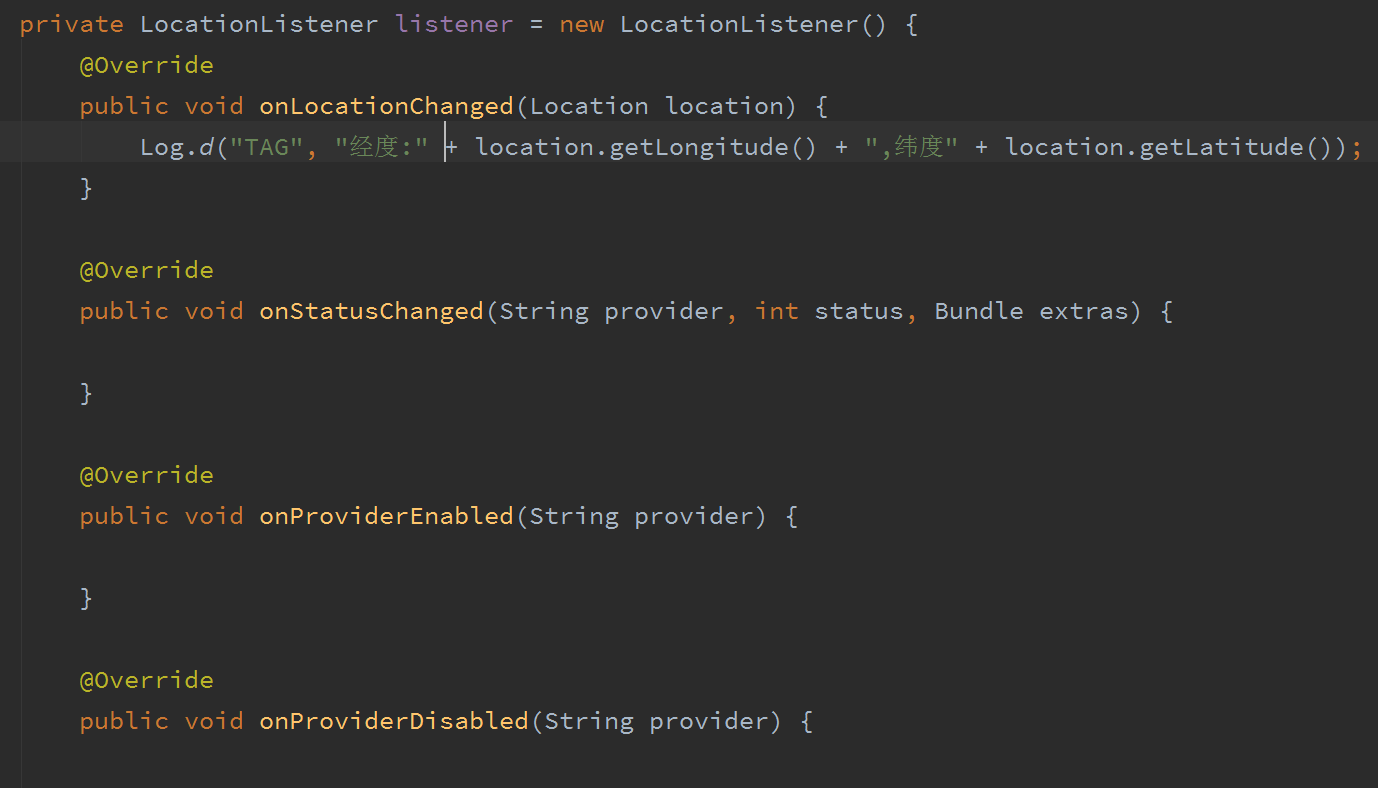 private LocationListener listener = new LocationListener() {
@Override
public void onLocationChanged(Location location) {
Log.d("TAG", "经度:" + location.getLongitude() + ",纬度" + location.getLatitude());
}
@Override
public void onStatusChanged(String provider, int status, Bundle extras) {
}
@Override
public void onProviderEnabled(String provider) {
}
@Override
public void onProviderDisabled(String provider) {